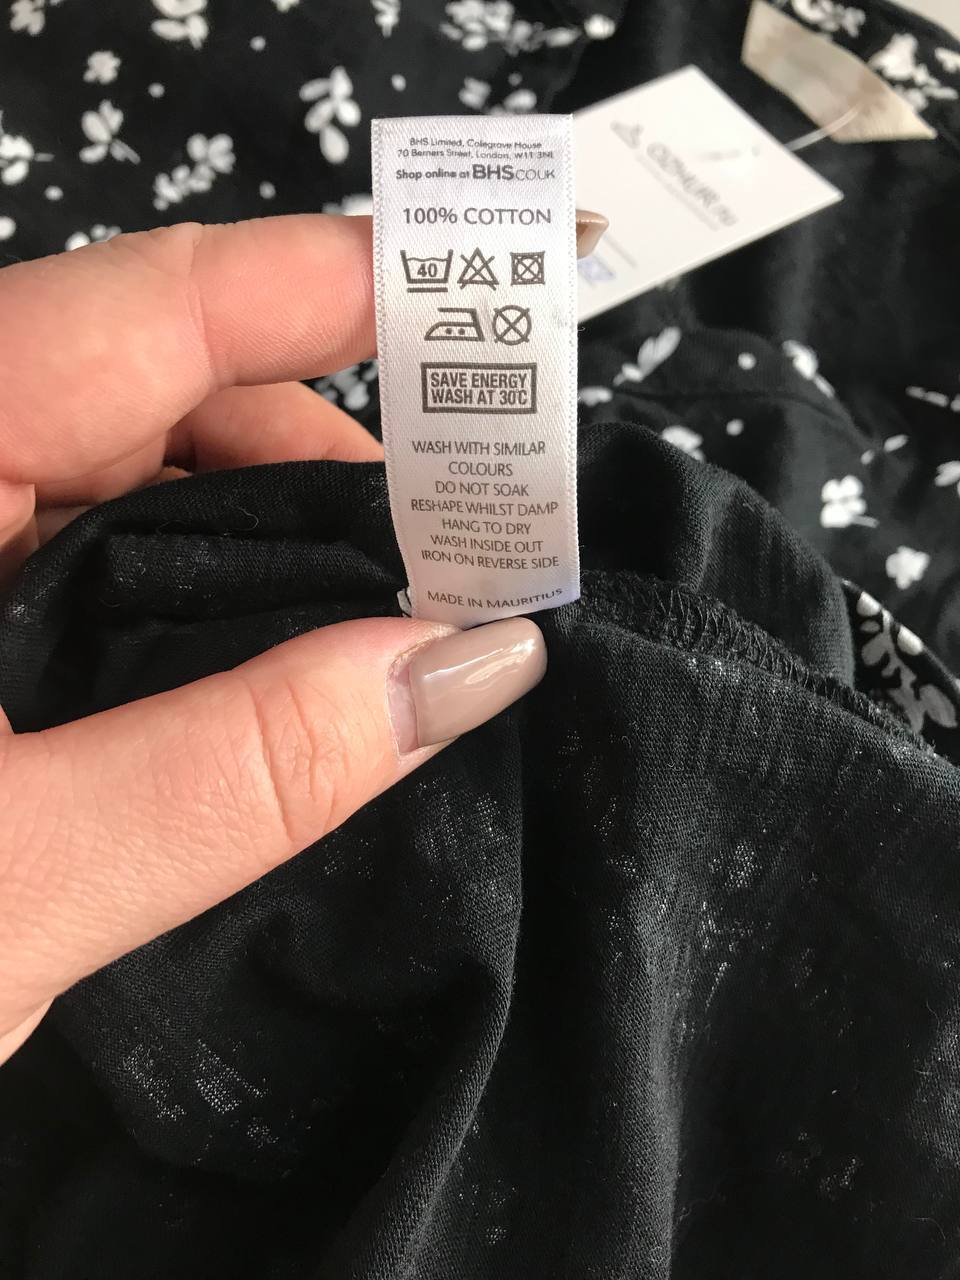 BHS Limited, Colegrave House
70 Berners Street, London, W1T 3NL
Shop online at BHS.CO.UK
100% COTTON
40
SAVE ENERGY
WASH AT 30°C
WASH WITH SIMILAR
COLOURS
DO NOT SOAK
RESHAPE WHILST DAMP
HANG TO DRY
WASH INSIDE OUT
IRON ON REVERSE SIDE
MADE IN MAURITIUS